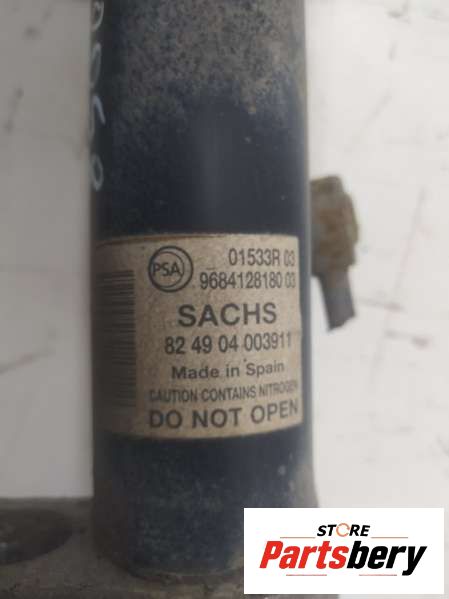 PSA
01533R 03
9684128180 03
SACHS
82 49 04 003911
Made in Spain
CAUTION CONTAINS NITROGEN
DO NOT OPEN
STORE
Partsbery